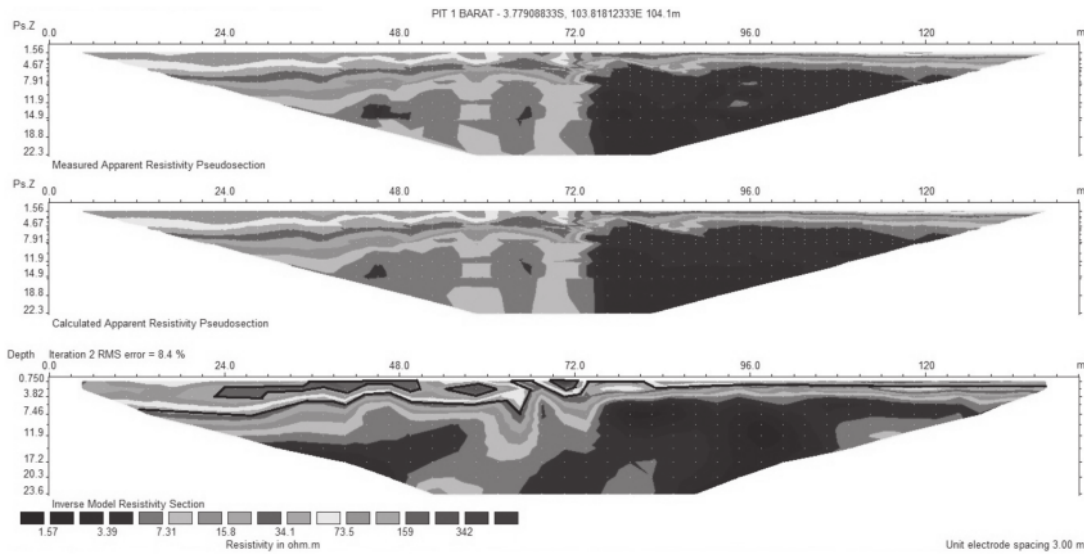 PIT 1 BARAT - 3.77908833S, 103.81812333E 104.1m
Ps.Z 0.0 24.0 48.0 72.0 96.0 120 m
1.56
4.67
7.91
11.9
14.9
18.8
22.3
Measured Apparent Resistivity Pseudosection
Ps.Z 0.0 24.0 48.0 72.0 96.0 120 m
1.56
4.67
7.91
11.9
14.9
18.8
22.3
Calculated Apparent Resistivity Pseudosection
Depth Iteration 2 RMS error = 8.4 %
0.0 24.0 48.0 72.0 96.0 120 m
0.750
3.82
7.46
11.9
17.2
20.3
23.6
Inverse Model Resistivity Section
1.57 3.39 7.31 15.8 34.1 73.5 159 342
Resistivity in ohm.m
Unit electrode spacing 3.00 m